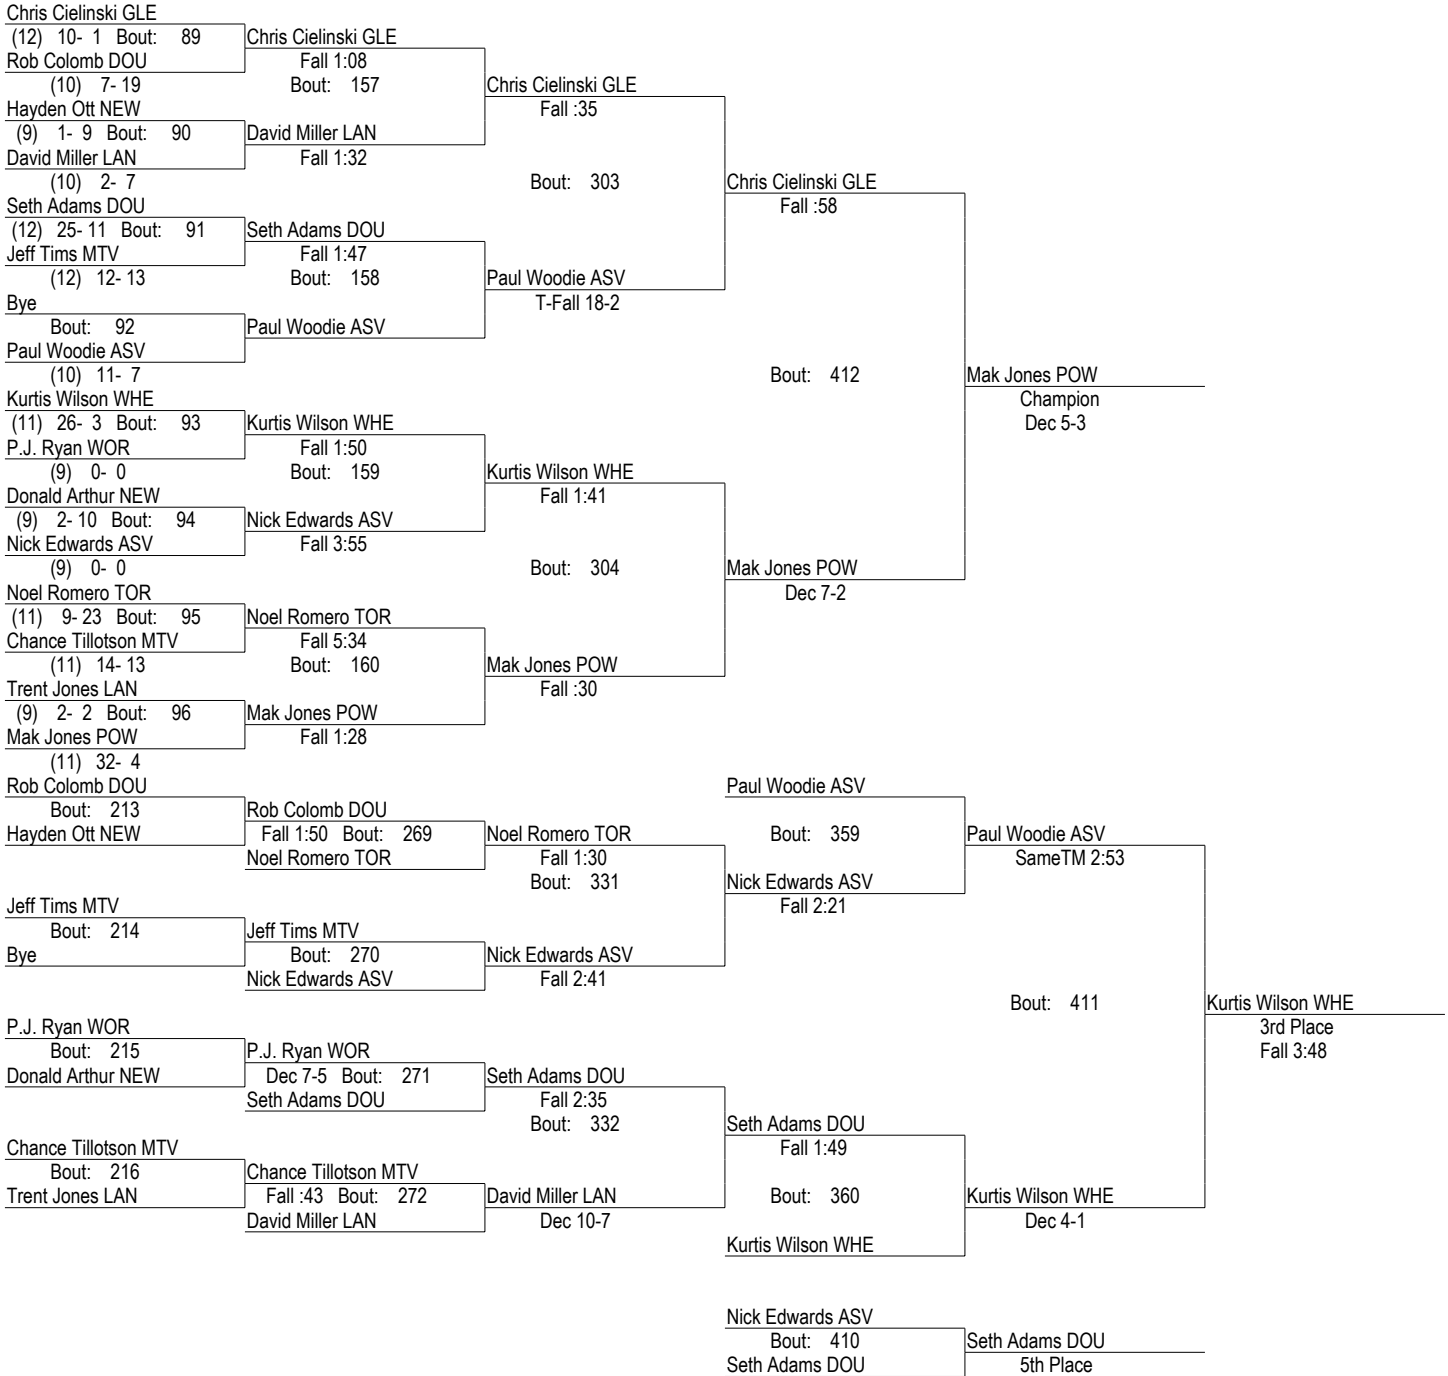 Chris Cielinski GLE
(12) 10- 1 Bout: 89 Chris Cielinski GLE
Rob Colomb DOU Fall 1:08
(10) 7- 19 Bout: 157 Chris Cielinski GLE
Hayden Ott NEW Fall :35
(9) 1- 9 Bout: 90 David Miller LAN
David Miller LAN Fall 1:32
(10) 2- 7 Bout: 303 Chris Cielinski GLE
Seth Adams DOU Fall :58
(12) 25- 11 Bout: 91 Seth Adams DOU
Jeff Tims MTV Fall 1:47
(12) 12- 13 Bout: 158 Paul Woodie ASV
Bye T-Fall 18-2
Bout: 92 Paul Woodie ASV
Paul Woodie ASV
(10) 11- 7 Bout: 412 Mak Jones POW
Kurtis Wilson WHE Champion
(11) 26- 3 Bout: 93 Kurtis Wilson WHE Dec 5-3
P.J. Ryan WOR Fall 1:50
(9) 0- 0 Bout: 159 Kurtis Wilson WHE
Donald Arthur NEW Fall 1:41
(9) 2- 10 Bout: 94 Nick Edwards ASV
Nick Edwards ASV Fall 3:55
(9) 0- 0 Bout: 304 Mak Jones POW
Noel Romero TOR Dec 7-2
(11) 9- 23 Bout: 95 Noel Romero TOR
Chance Tillotson MTV Fall 5:34
(11) 14- 13 Bout: 160 Mak Jones POW
Trent Jones LAN Fall :30
(9) 2- 2 Bout: 96 Mak Jones POW
Mak Jones POW Fall 1:28
(11) 32- 4
Rob Colomb DOU Paul Woodie ASV
Bout: 213 Rob Colomb DOU
Hayden Ott NEW Fall 1:50 Bout: 269 Noel Romero TOR Bout: 359 Paul Woodie ASV
Noel Romero TOR Fall 1:30 SameTM 2:53
Bout: 331 Nick Edwards ASV
Jeff Tims MTV Fall 2:21
Bout: 214 Jeff Tims MTV
Bye Bout: 270 Nick Edwards ASV
Nick Edwards ASV Fall 2:41
Bout: 411 Kurtis Wilson WHE
P.J. Ryan WOR 3rd Place
Bout: 215 P.J. Ryan WOR Fall 3:48
Donald Arthur NEW Dec 7-5 Bout: 271 Seth Adams DOU
Seth Adams DOU Fall 2:35
Bout: 332 Seth Adams DOU
Chance Tillotson MTV Fall 1:49
Bout: 216 Chance Tillotson MTV
Trent Jones LAN Fall :43 Bout: 272 David Miller LAN Bout: 360 Kurtis Wilson WHE
David Miller LAN Dec 10-7 Dec 4-1
Kurtis Wilson WHE
Nick Edwards ASV
Bout: 410 Seth Adams DOU
Seth Adams DOU 5th Place